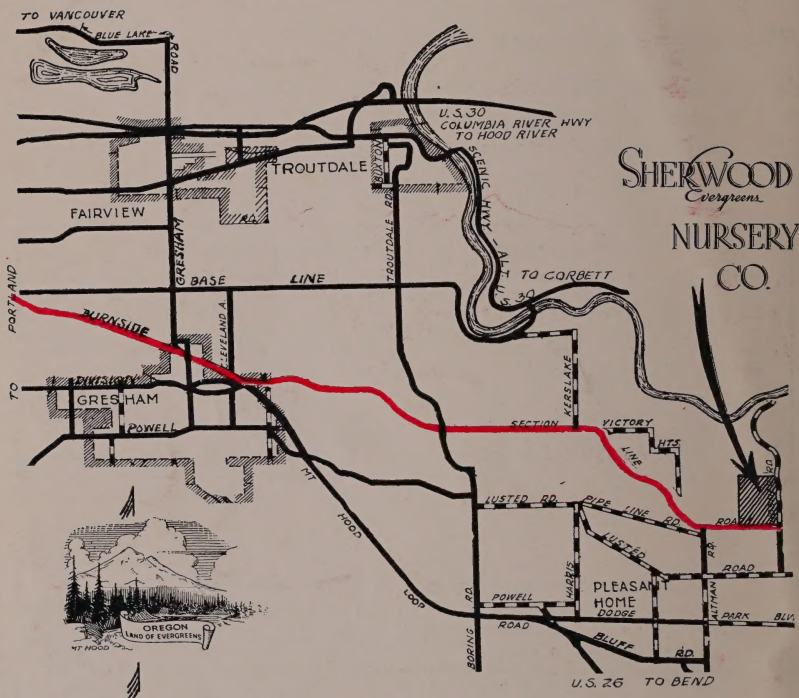 TO VANCOUVER
BLUE LAKE
ROAD
U.S. 30
COLUMBIA RIVER HWY
TO HOOD RIVER
TROUTDALE
BUXTON
RD.
SCENIC HWY - ALT. U.S. 30
SHERWOOD
Evergreens
NURSERY
CO.
FAIRVIEW
RD.
GRESHAM
TROUTDALE
BASE LINE
TO CORBETT
TO PORTLAND
BURNSIDE
CLEVELAND A.
KERSLAKE
DIVISION
GRESHAM
POWELL
SECTION LINE ROAD
VICTORY HTS.
RD.
MT HOOD LOOP ROAD
LUSTED RD.
PIPE LINE RD.
LUSTED ROAD
HARRIS
RD.
ALTMAN
POWELL
PLEASANT
HOME
DODGE PARK BLV.
BORING RD.
BLUFF RD.
OREGON
LAND OF EVERGREENS
MT HOOD
U.S. 26 TO BEND